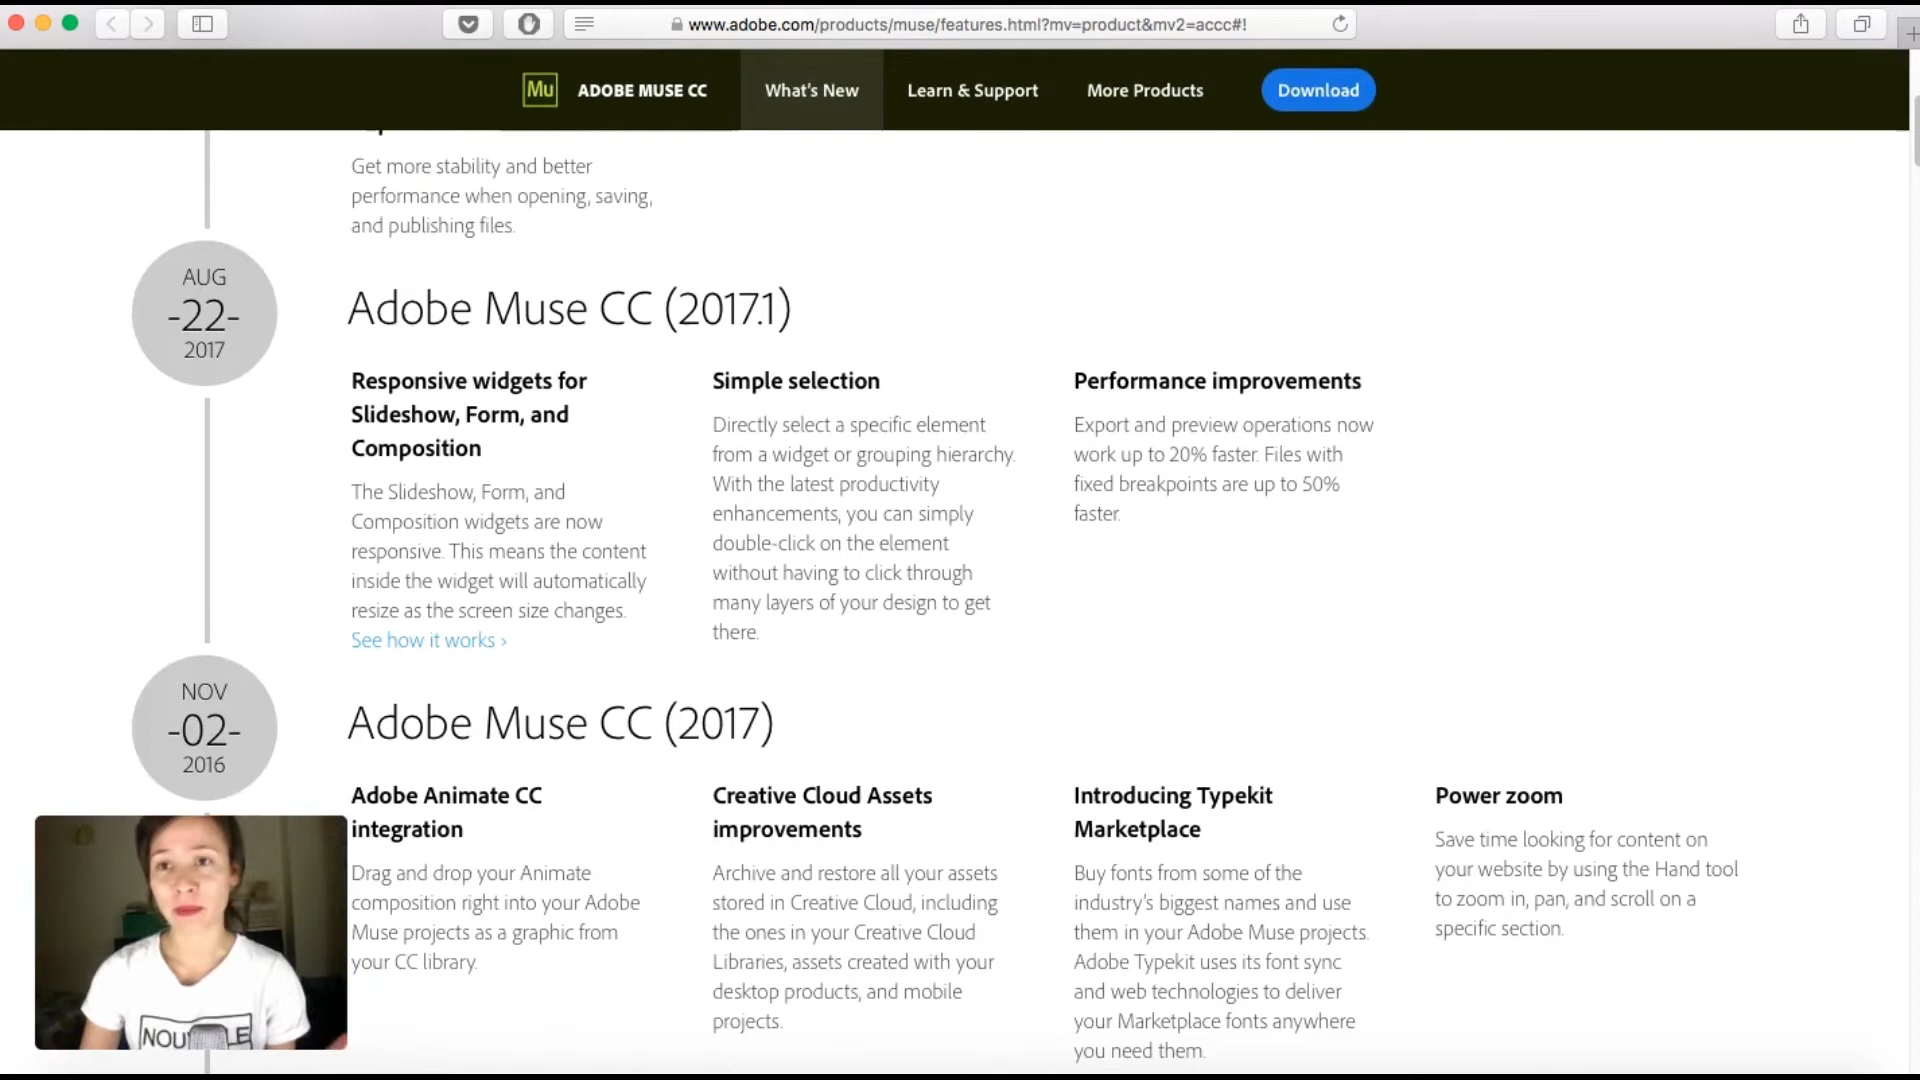 www.adobe.com/products/muse/features.html?mv=product&mv2=accc#!
Mu ADOBE MUSE CC What's New Learn & Support More Products Download
Get more stability and better
performance when opening, saving,
and publishing files.
AUG
-22-
2017
Adobe Muse CC (2017.1)
Responsive widgets for
Slideshow, Form, and
Composition
The Slideshow, Form, and
Composition widgets are now
responsive. This means the content
inside the widget will automatically
resize as the screen size changes.
See how it works ›
Simple selection
Directly select a specific element
from a widget or grouping hierarchy.
With the latest productivity
enhancements, you can simply
double-click on the element
without having to click through
many layers of your design to get
there.
Performance improvements
Export and preview operations now
work up to 20% faster. Files with
fixed breakpoints are up to 50%
faster.
NOV
-02-
2016
Adobe Muse CC (2017)
Adobe Animate CC
integration
Drag and drop your Animate
composition right into your Adobe
Muse projects as a graphic from
your CC library.
Creative Cloud Assets
improvements
Archive and restore all your assets
stored in Creative Cloud, including
the ones in your Creative Cloud
Libraries, assets created with your
desktop products, and mobile
projects.
Introducing Typekit
Marketplace
Buy fonts from some of the
industry's biggest names and use
them in your Adobe Muse projects.
Adobe Typekit uses its font sync
and web technologies to deliver
your Marketplace fonts anywhere
you need them.
Power zoom
Save time looking for content on
your website by using the Hand tool
to zoom in, pan, and scroll on a
specific section.